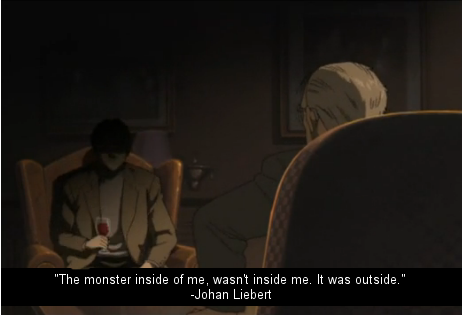 "The monster inside of me, wasn't inside me. It was outside."
-Johan Liebert